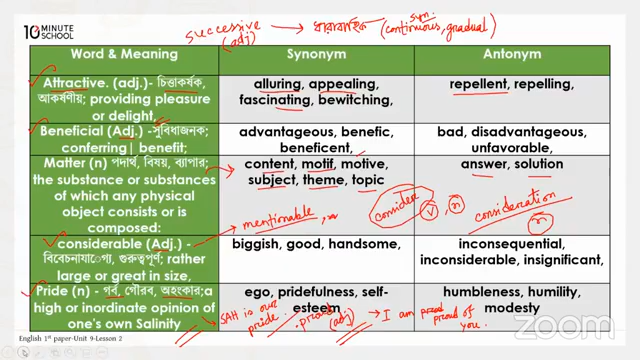 10 MINUTE SCHOOL
successive (adj) → ধারাবাহিক (continuous, gradual)
syn.
Word & Meaning Synonym Antonym
Attractive. (adj.)- চিত্তাকর্ষক,
আকর্ষণীয়; providing pleasure
or delight,
alluring, appealing,
fascinating, bewitching,
repellent, repelling,
Beneficial (Adj.) -সুবিধাজনক;
conferring benefit;
advantageous, benefic,
beneficent,
bad, disadvantageous,
unfavorable,
Matter (n) পদার্থ, বিষয়, ব্যাপার;
the substance or substances
of which any physical
object consists or is
composed:
content, motif, motive,
subject, theme, topic
answer, solution
consider
(v)
(n)
consideration
(n)
mentionable
considerable (Adj.) -
বিবেচনাযোগ্য, গুরুত্বপূর্ণ; rather
large or great in size,
biggish, good, handsome,
inconsequential,
inconsiderable, insignificant,
Pride (n) - গর্ব, গৌরব, অহংকার;a
high or inordinate opinion of
one's own Salinity
ego, pridefulness, self-
esteem
humbleness, humility,
modesty
SAH is our
pride.
proud (adj)
I am proud proud of
you.
English 1st paper-Unit 9-Lesson 2
zoom